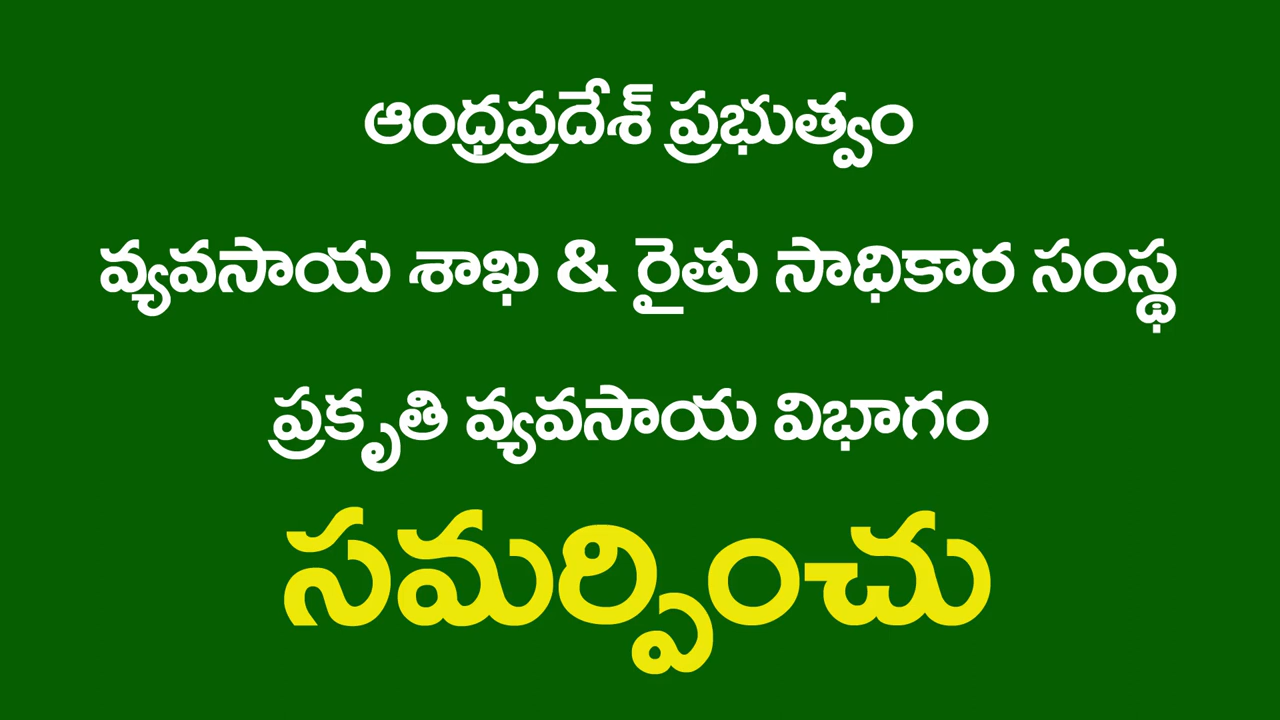 ఆంధ్రప్రదేశ్ ప్రభుత్వం
వ్యవసాయ శాఖ & రైతు సాధికార సంస్థ
ప్రకృతి వ్యవసాయ విభాగం
సమర్పించు